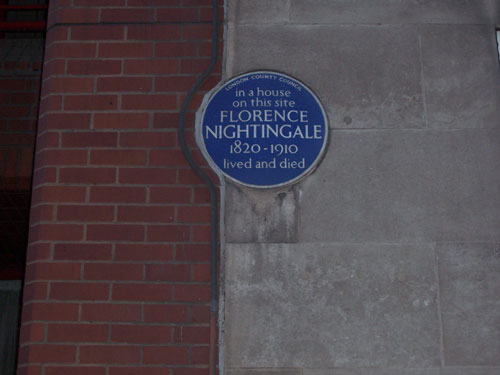 LONDON COUNTY COUNCIL
in a house
on this site
FLORENCE
NIGHTINGALE
1820-1910
lived and died